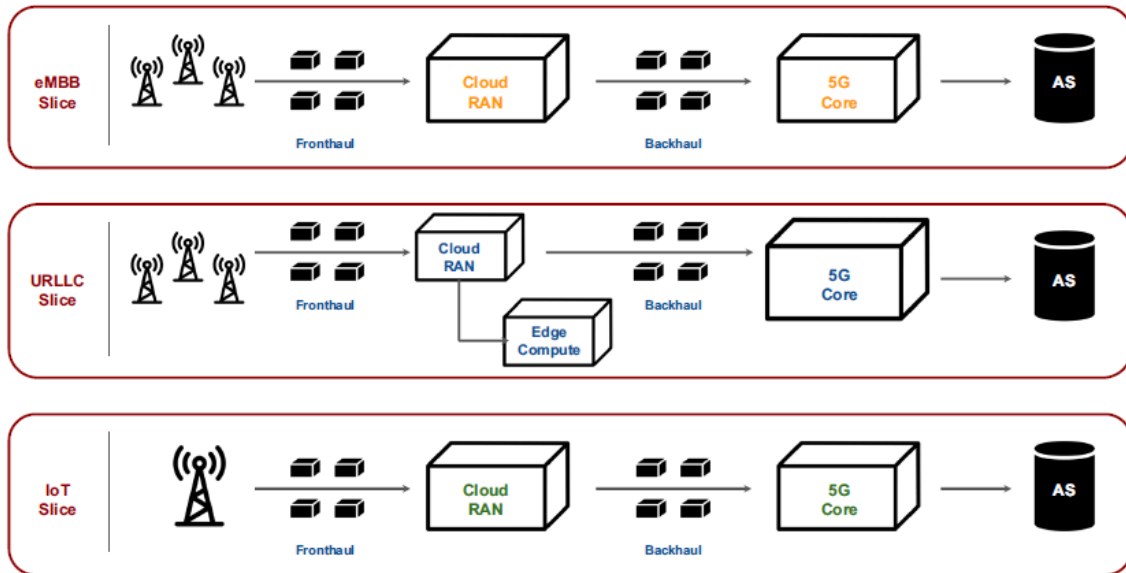 eMBB
Slice
Cloud
RAN
5G
Core
AS
Fronthaul
Backhaul
URLLC
Slice
Cloud
RAN
5G
Core
AS
Fronthaul
Backhaul
Edge
Compute
IoT
Slice
Cloud
RAN
5G
Core
AS
Fronthaul
Backhaul